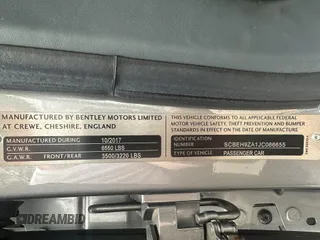 MANUFACTURED BY BENTLEY MOTORS LIMITED
AT CREWE, CHESHIRE, ENGLAND
MANUFACTURED DURING 10/2017
G.V.W.R. 6550 LBS
G.A.W.R. FRONT/REAR 3500/3220 LBS
THIS VEHICLE CONFORMS TO ALL APPLICABLE FEDERAL
MOTOR VEHICLE SAFETY, THEFT PREVENTION AND BUMPER
STANDARDS IN EFFECT ON THE DATE OF MANUFACTURE
TYPE OF VEHICLE PASSENGER CAR
DREAMBID